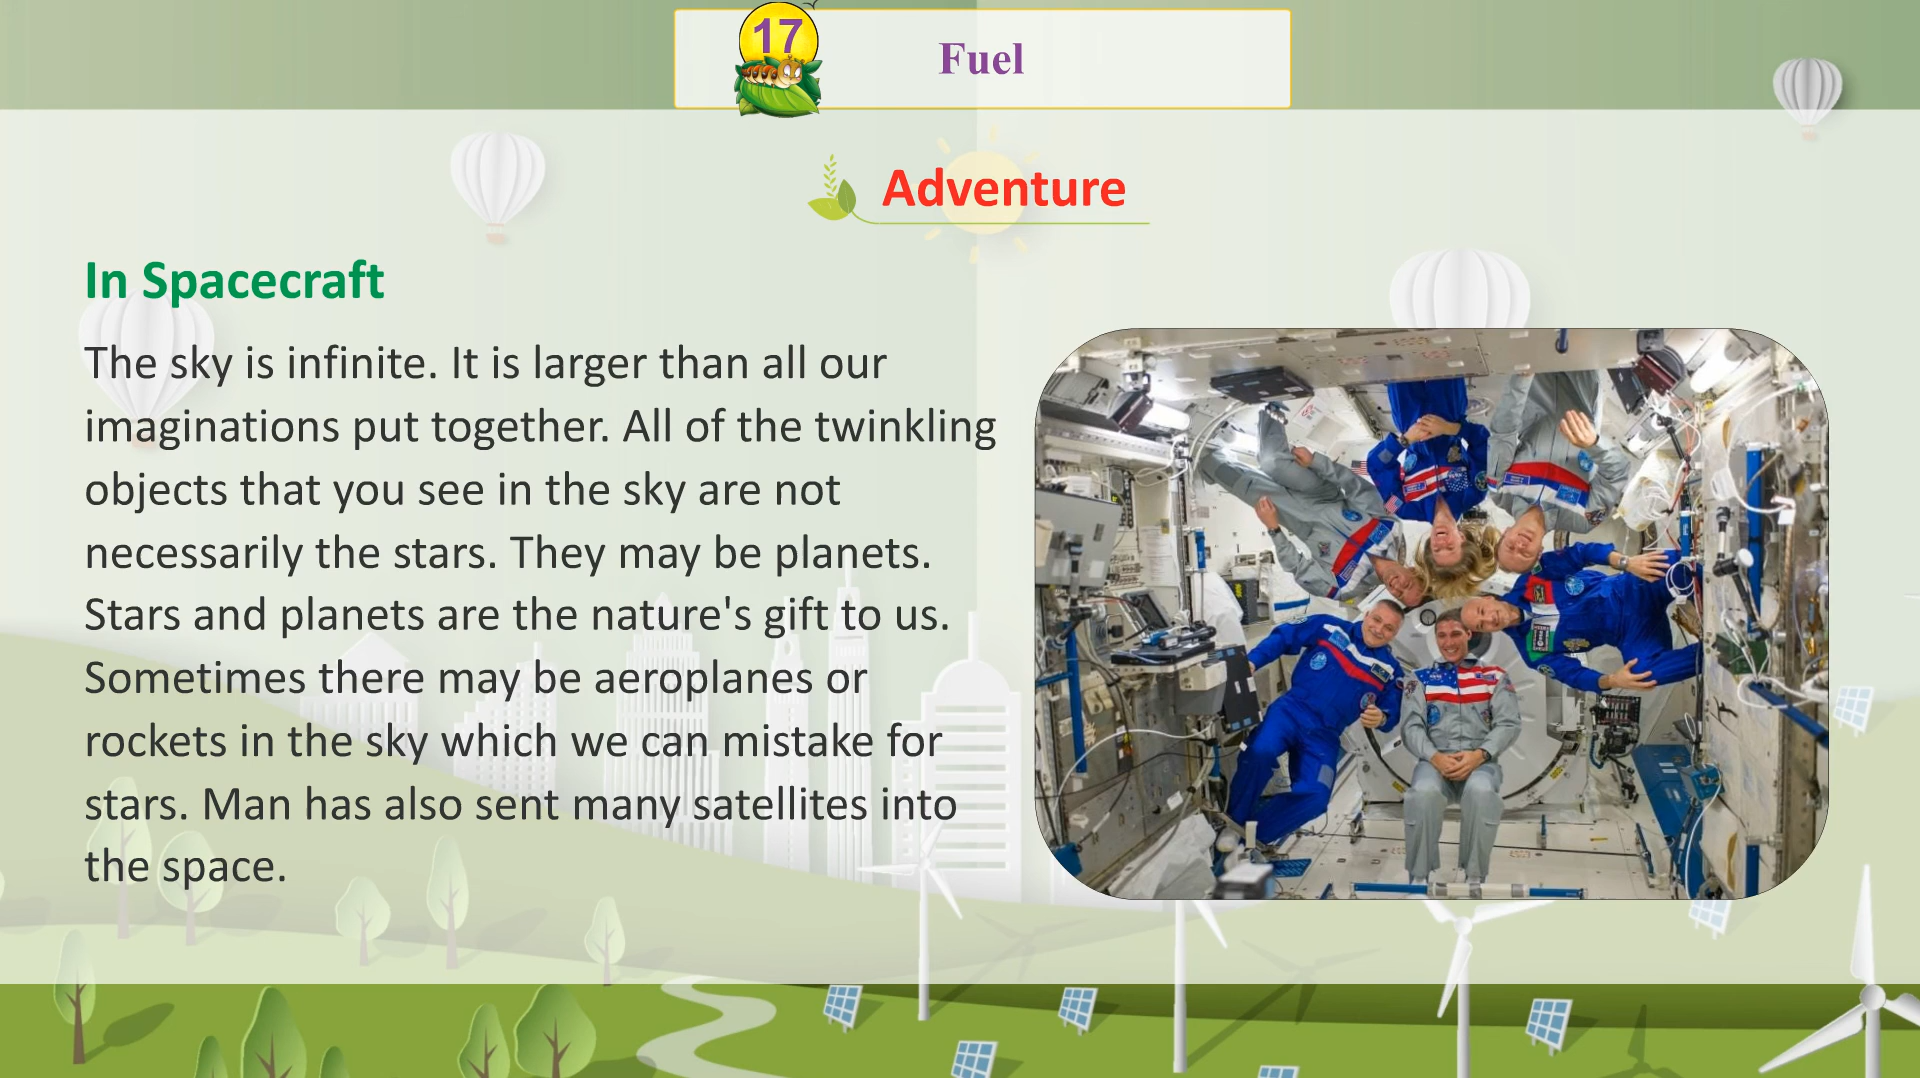 17
Fuel
Adventure
In Spacecraft
The sky is infinite. It is larger than all our
imaginations put together. All of the twinkling
objects that you see in the sky are not
necessarily the stars. They may be planets.
Stars and planets are the nature's gift to us.
Sometimes there may be aeroplanes or
rockets in the sky which we can mistake for
stars. Man has also sent many satellites into
the space.